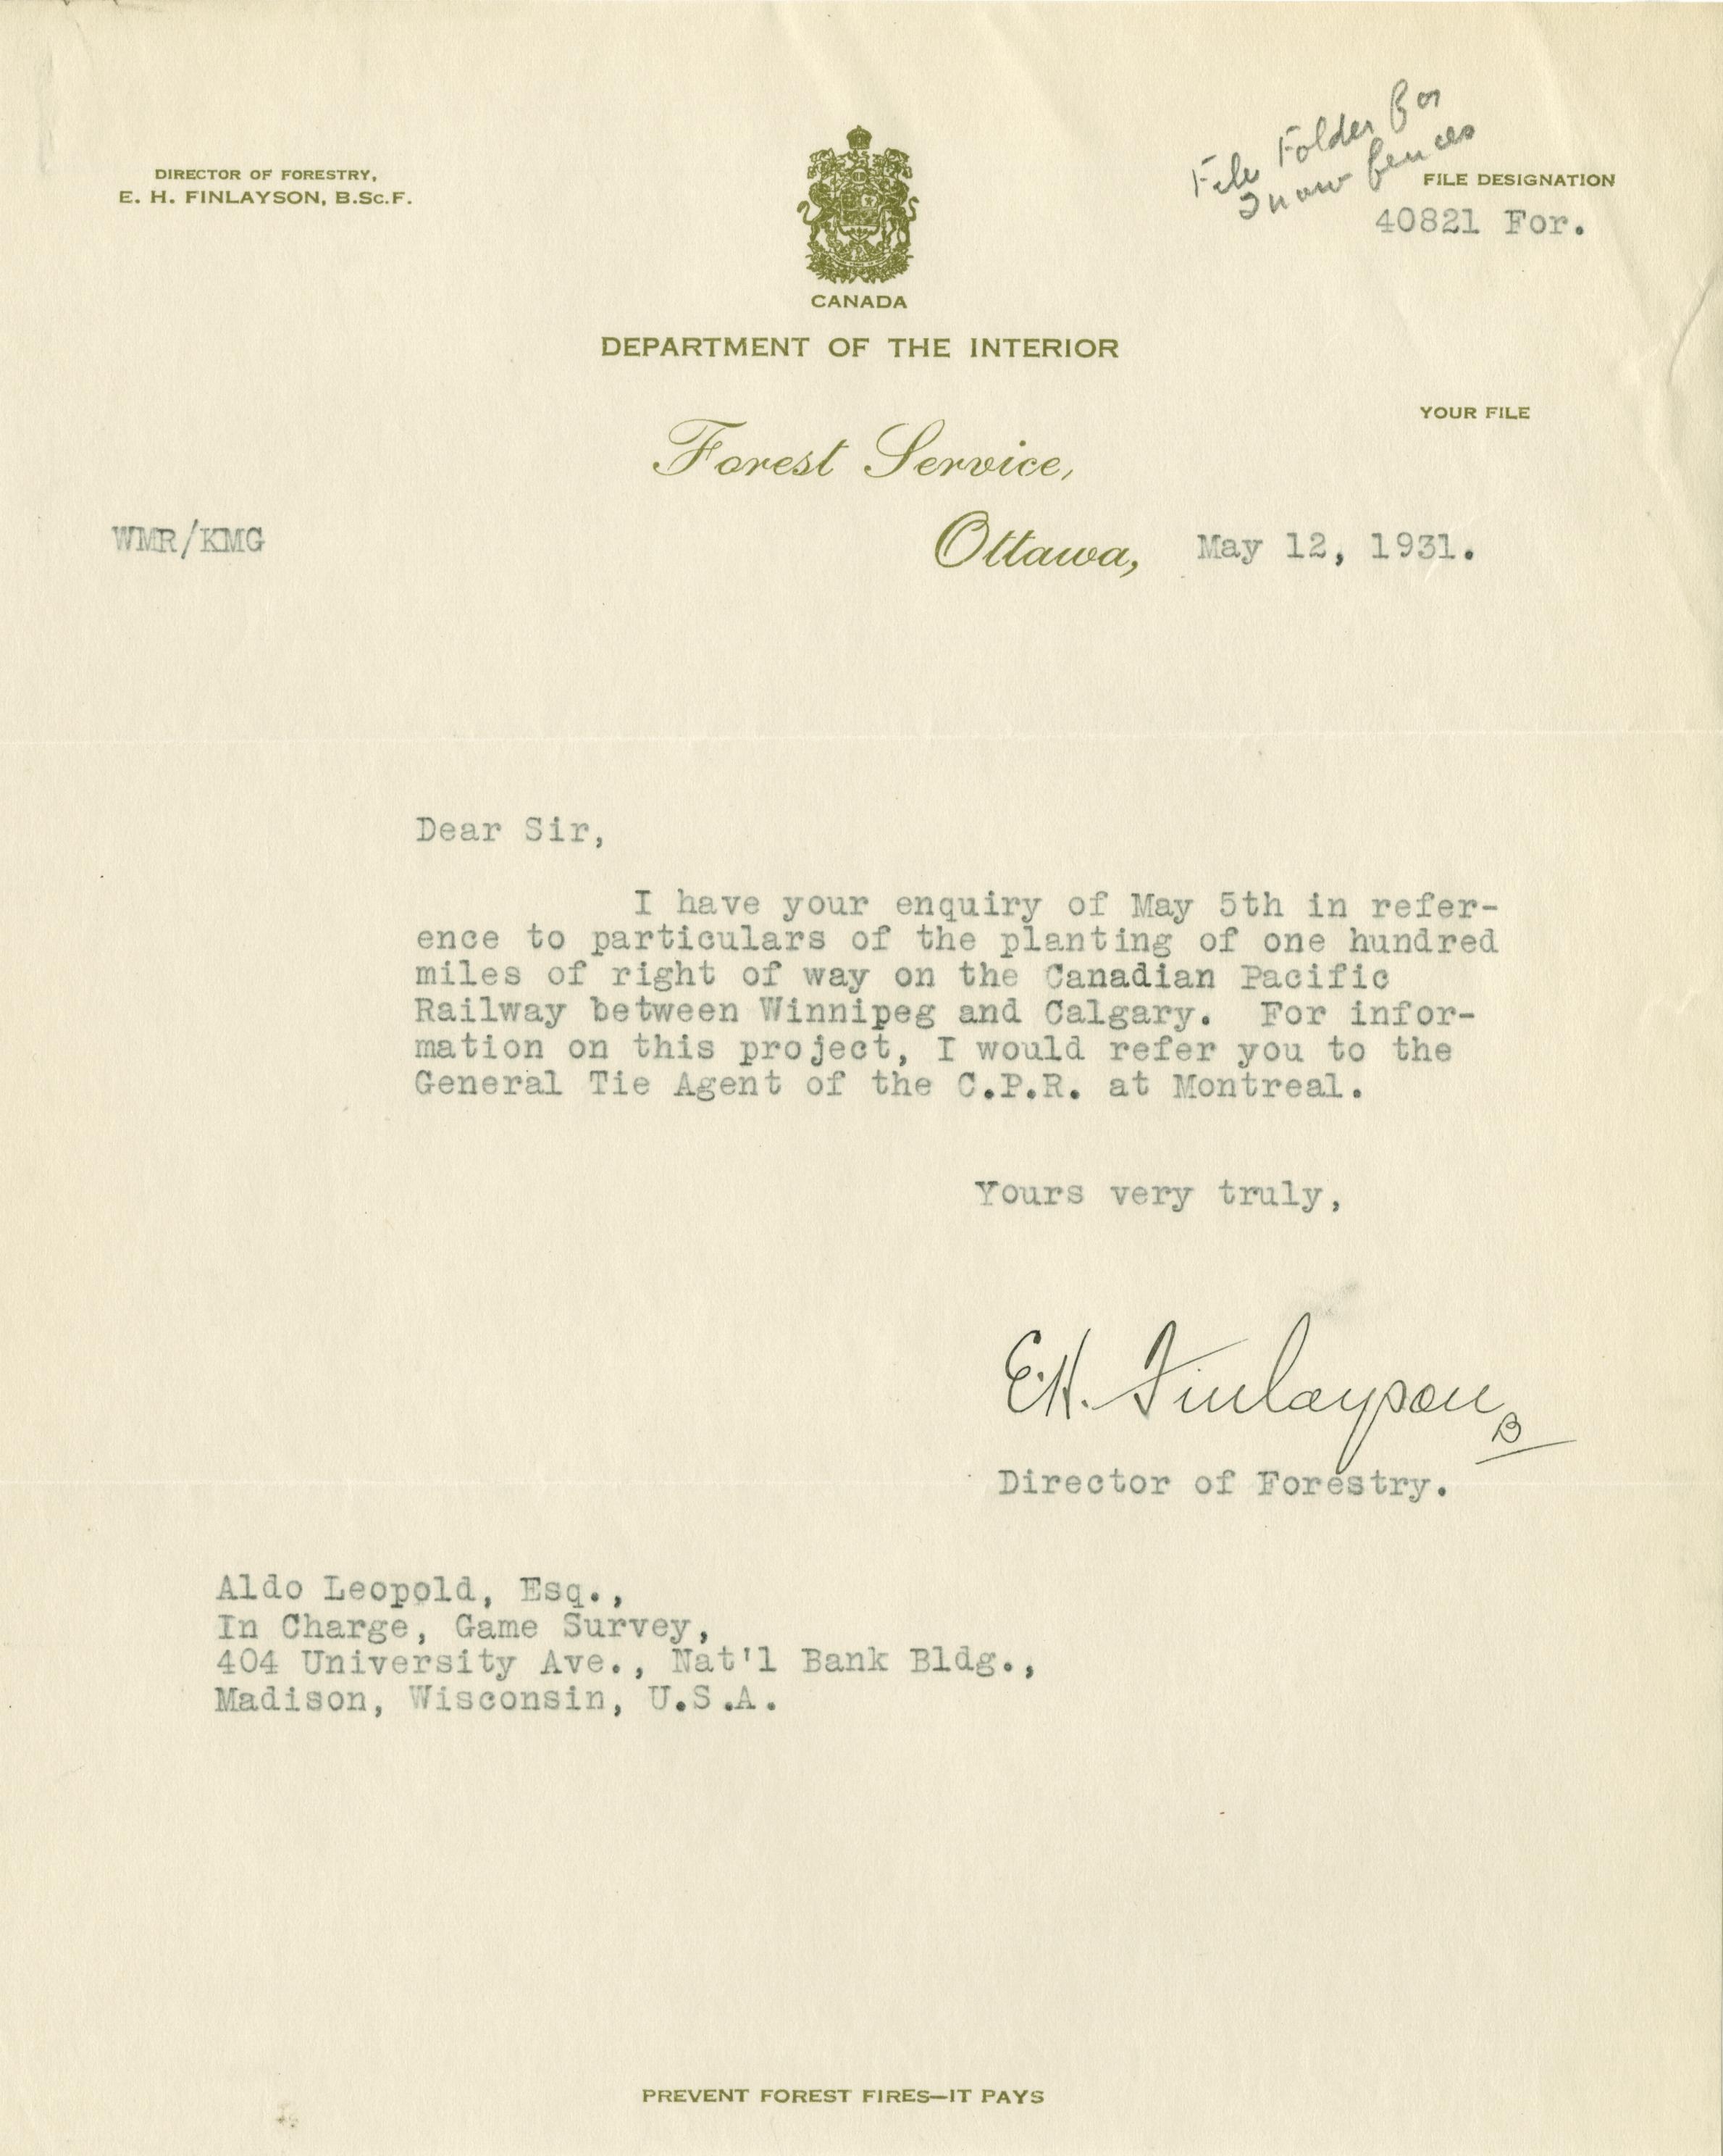 File Folder for
Snow fences
DIRECTOR OF FORESTRY,
E. H. FINLAYSON, B.Sc.F.
FILE DESIGNATION
40821 For.
CANADA
DEPARTMENT OF THE INTERIOR
YOUR FILE
Forest Service,
WMR/KMG
Ottawa, May 12, 1931.
Dear Sir,
I have your enquiry of May 5th in refer-
ence to particulars of the planting of one hundred
miles of right of way on the Canadian Pacific
Railway between Winnipeg and Calgary. For infor-
mation on this project, I would refer you to the
General Tie Agent of the C.P.R. at Montreal.
Yours very truly,
E.H. Finlayson
B
Director of Forestry.
Aldo Leopold, Esq.,
In Charge, Game Survey,
404 University Ave., Nat'l Bank Bldg.,
Madison, Wisconsin, U.S.A.
PREVENT FOREST FIRES—IT PAYS